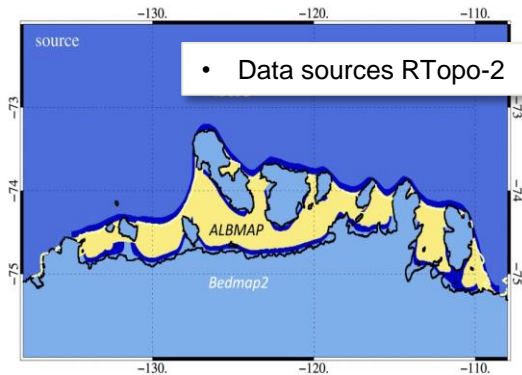 -130. -120. -110.
source
• Data sources RTopo-2
-73 -73
-74 -74
ALBMAP
Bedmap2
-75 -75
-130. -120. -110.